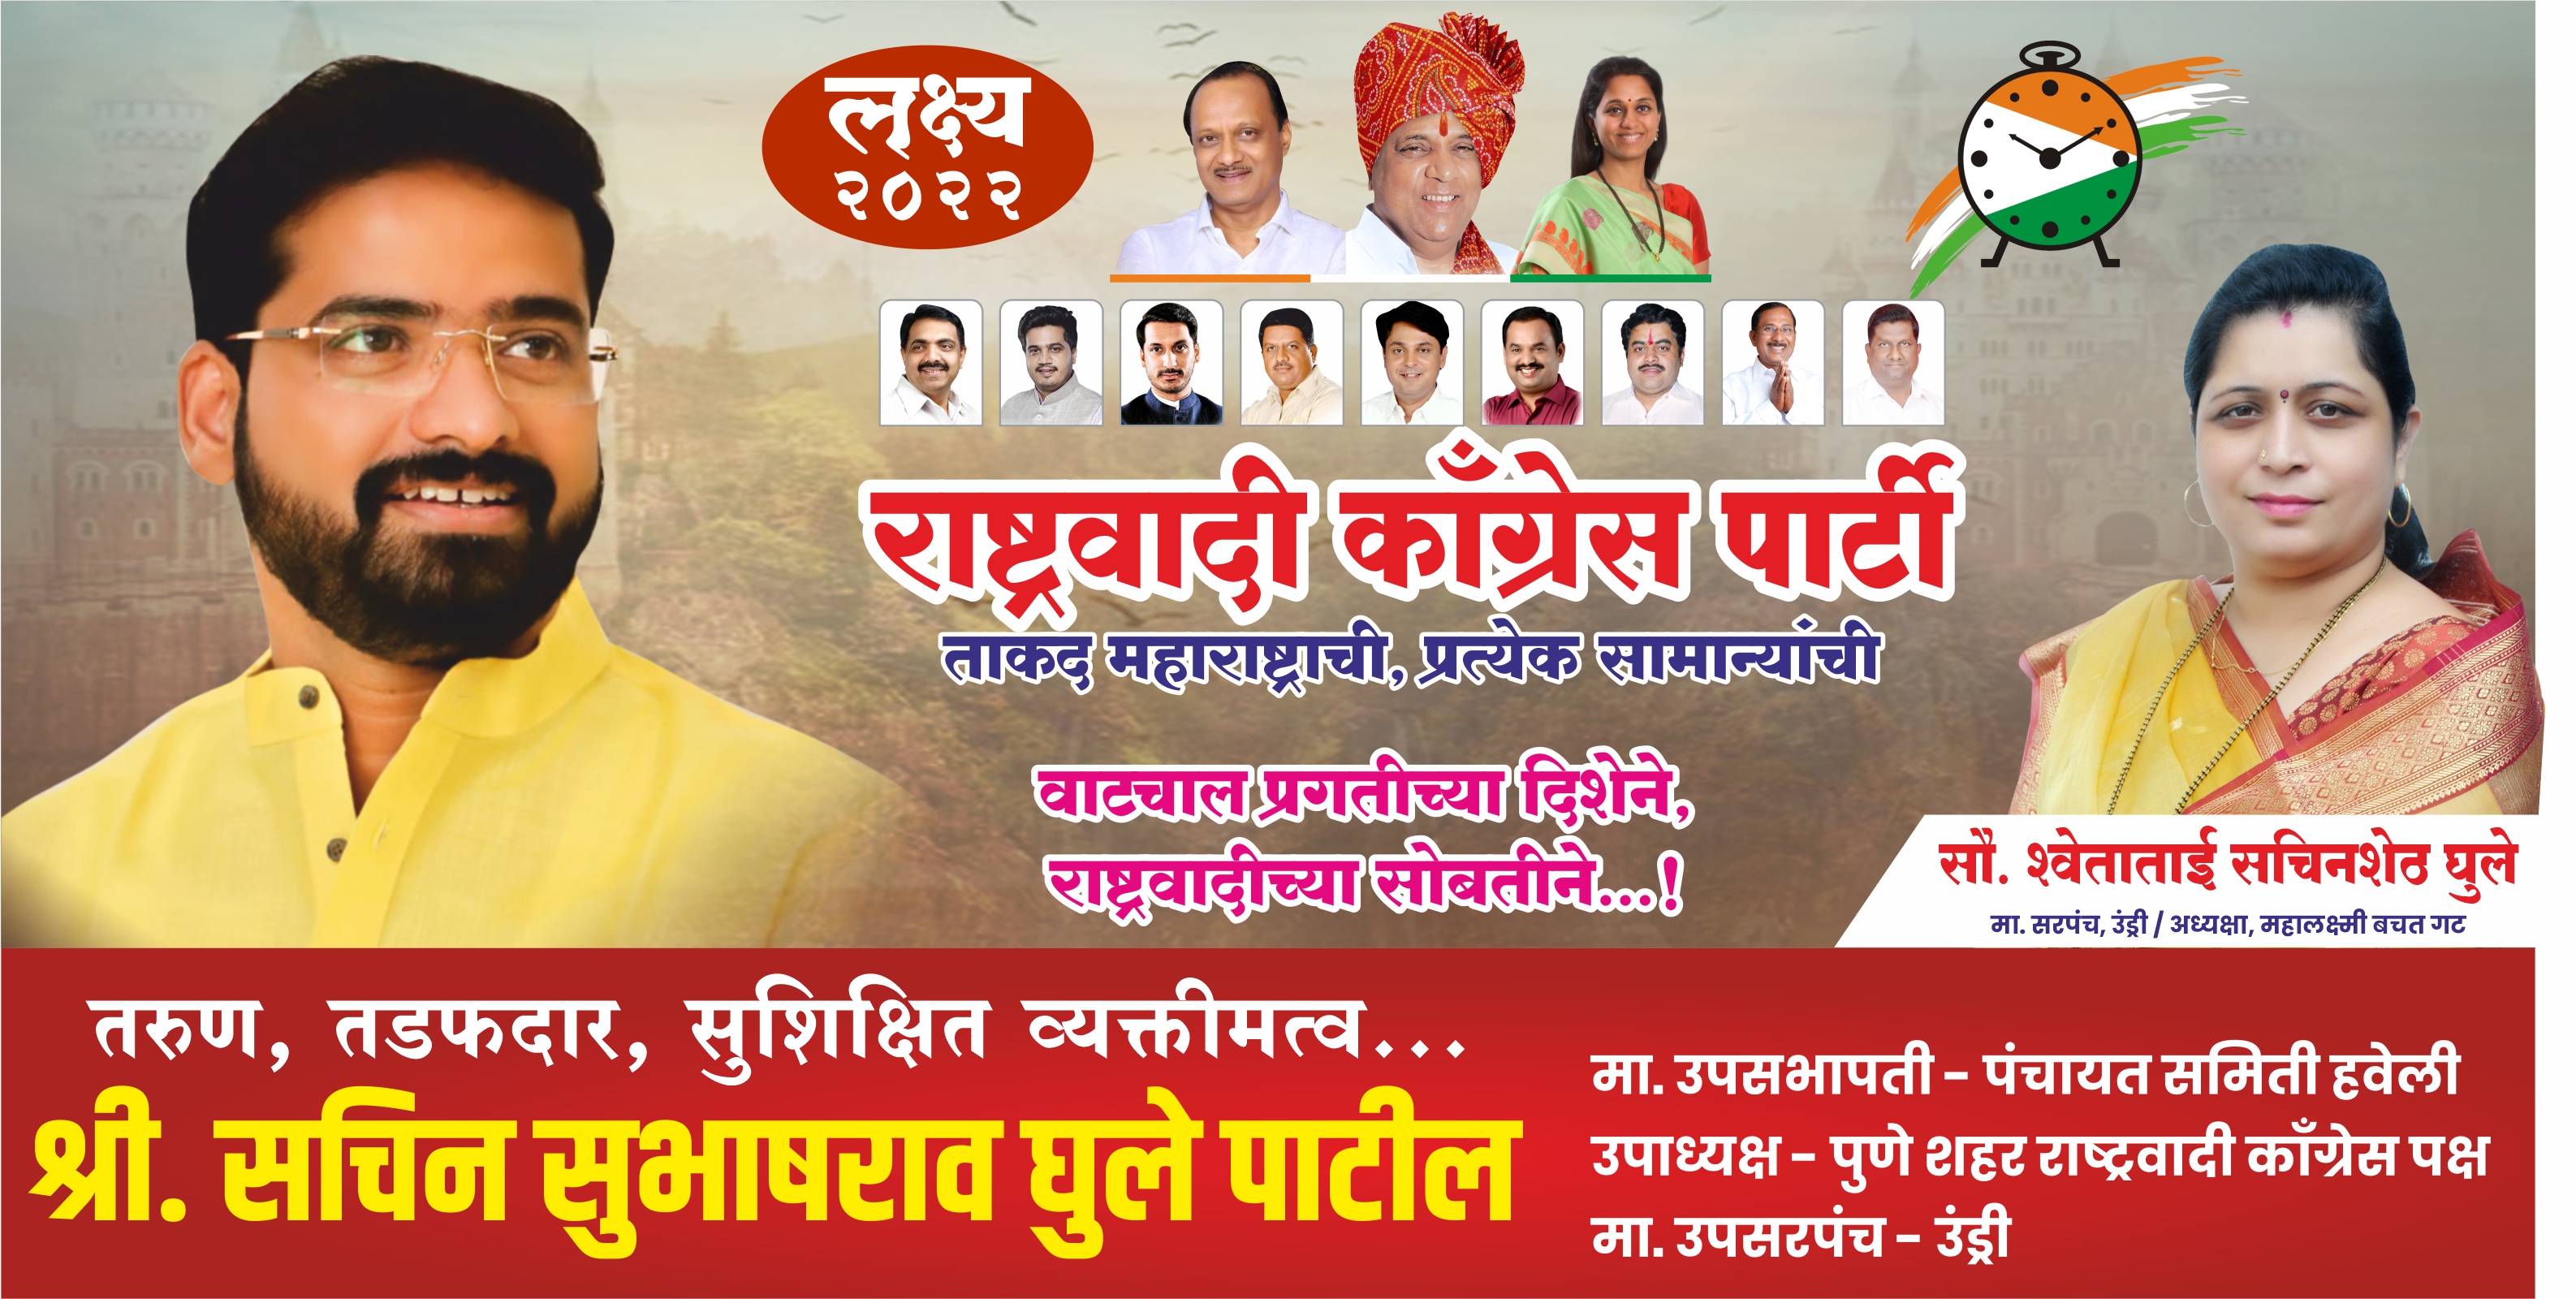 लक्ष्य
२०२२
राष्ट्रवादी काँग्रेस पार्टी
ताकद महाराष्ट्राची, प्रत्येक सामान्यांची
वाटचाल प्रगतीच्या दिशेने,
राष्ट्रवादीच्या सोबतीने...!
सौ. श्वेताताई सचिनशेठ घुले
मा. सरपंच, उंड्री / अध्यक्षा, महालक्ष्मी बचत गट
तरुण, तडफदार, सुशिक्षित व्यक्तीमत्व...
श्री. सचिन सुभाषराव घुले पाटील
मा. उपसभापती - पंचायत समिती हवेली
उपाध्यक्ष - पुणे शहर राष्ट्रवादी काँग्रेस पक्ष
मा. उपसरपंच - उंड्री